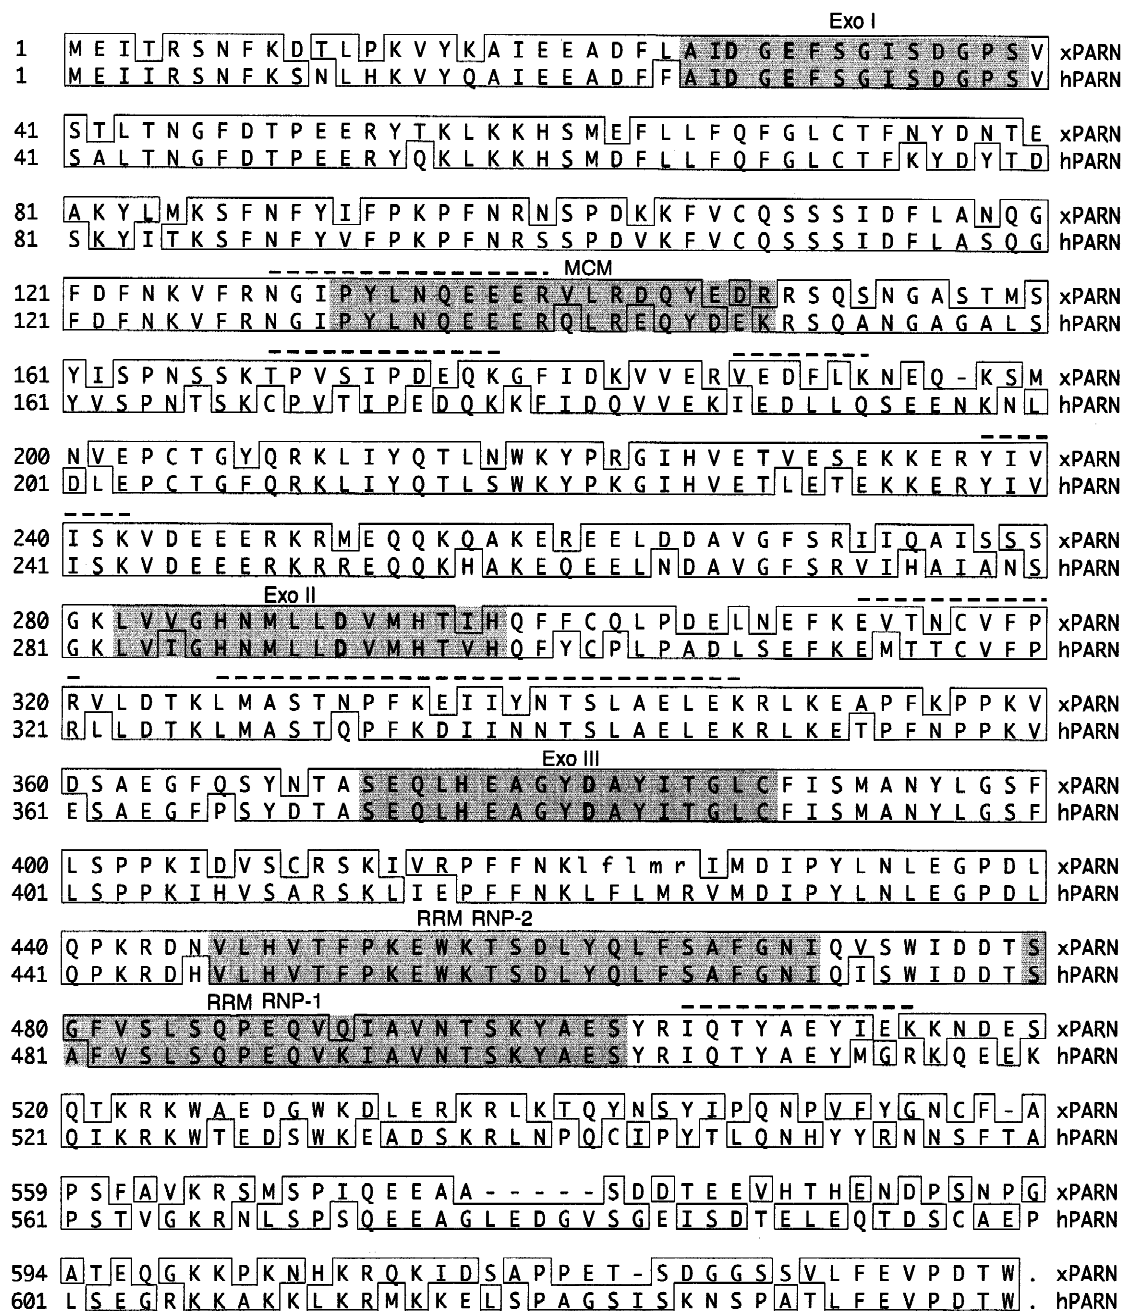 Exo I
1 MEITRSNFKDTLPKVYKAIEEADFLAIDGEFSGISDGPSV xPARN
1 MEIIRSNFKSNLHKVYQAIEEADFFAIDGEFSGISDGPSV hPARN
41 STLTNGFDTPEERYTKLKKHSMEFLLFQFGLCTFNYDNTE xPARN
41 SALTNGFDTPEERYQKLKKHSMDFLLFQFGLCTFKYDYTD hPARN
81 AKYLMKSFNFYIFPKPFNRNSPDKKFVCQSSSIDFLANQG xPARN
81 SKYITKSFNFYVFPKPFNRSSPDVKFVCQSSSIDFLASQG hPARN
MCM
121 FDFNKVFRNGIPYLNQEEERVLRDQYEDRRSQSNGASTMS xPARN
121 FDFNKVFRNGIPYLNQEEERQLREQYDEKRSQANGAGALS hPARN
161 YISPNSSKTPVSIPDEQKGFIDKVVERVEDFLKNEQ-KSM xPARN
161 YVSPNTSKCPVTIPEDQKKFIDQVVEKIEDLLQSEENKNL hPARN
200 NVEPCTGYQRKLIYQTLNWKYPRGIHVETVESEKKERYIV xPARN
201 DLEPCTGFQRKLIYQTLSWKYPKGIHVETLETEKKERYIV hPARN
240 ISKVDEEERKRMEQQKQAKEREELDDAVGFSRIIQAISSS xPARN
241 ISKVDEEERKRREQQKHAKEQEELNDAVGFSRVIHAIANS hPARN
Exo II
280 GKLVVGHNMLLDVMHTIHQFFCQLPDELNEFKEVTNCVFP xPARN
281 GKLVIGHNMLLDVMHTVHQFYCPLPADLSEFKEMTTCVFP hPARN
320 RVLDTKLMASTNPFKEIIYNTSLAELEKRLKEAPFKPPKV xPARN
321 RLLDTKLMASTQPFKDIINNTSLAELEKRLKETPFNPPKV hPARN
Exo III
360 DSAEGFQSYNTASEQLHEAGYDAYITGLCFISMANYLGSF xPARN
361 ESAEGFPSYDTASEQLHEAGYDAYITGLCFISMANYLGSF hPARN
400 LSPPKIDVSCRSKIVRPFFNKlflmrIMDIPYLNLEGPDL xPARN
401 LSPPKIHVSARSKLIEPFFNKLFLMRVMDIPYLNLEGPDL hPARN
RRM RNP-2
440 QPKRDNVLHVTFPKEWKTSDLYQLFSAFGNIQVSWIDDTS xPARN
441 QPKRDHVLHVTFPKEWKTSDLYQLFSAFGNIQISWIDDTS hPARN
RRM RNP-1
480 GFVSLSQPEQVQIAVNTSKYAESYRIQTYAEYIEKKNDES xPARN
481 AFVSLSQPEQVKIAVNTSKYAESYRIQTYAEYMGRKQEEK hPARN
520 QTKRKWAEDGWKDLERKRLKTQYNSYIPQNPVFYGNCF-A xPARN
521 QIKRKWTEDSWKEADSKRLNPQCIPYTLQNHYYRNNSFTA hPARN
559 PSFAVKRSMSPIQEEAA-----SDDTEEVHTHENDPSNPG xPARN
561 PSTVGKRNLSPSQEEAGLEDGVSGEISDTELEQTDSCAEP hPARN
594 ATEQGKKPKNHKRQKIDSAPPET-SDGGSSVLFEVPDTW. xPARN
601 LSEGRKKAKKLKRMKKELSPAGSISKNSPATLFEVPDTW. hPARN